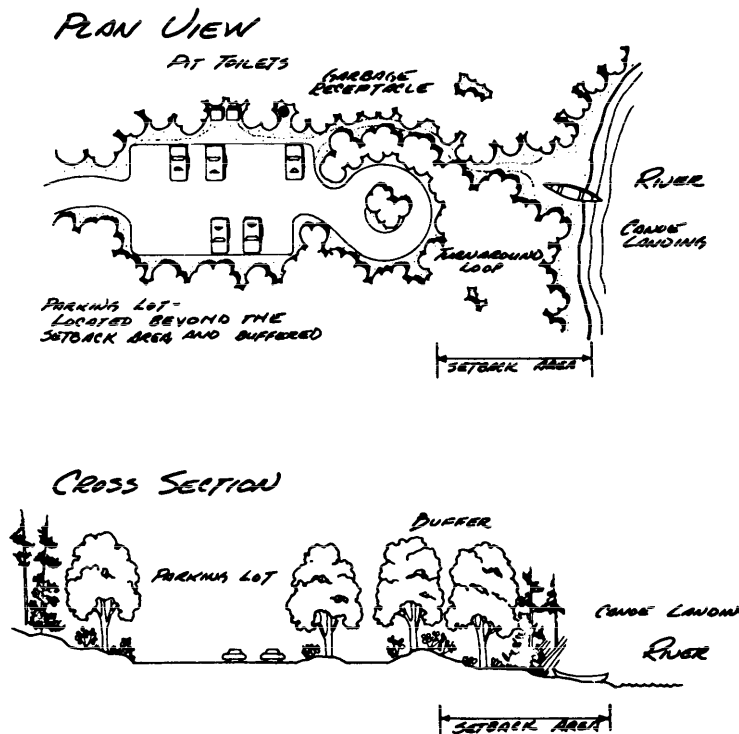 PLAN VIEW
PIT TOILETS
GARBAGE
RECEPTACLE
RIVER
CANOE
LANDING
TURNAROUND
LOOP
PARKING LOT-
LOCATED BEYOND THE
SETBACK AREA AND BUFFERED
SETBACK AREA
CROSS SECTION
BUFFER
PARKING LOT
CANOE LANDIN
RIVER
SETBACK AREA